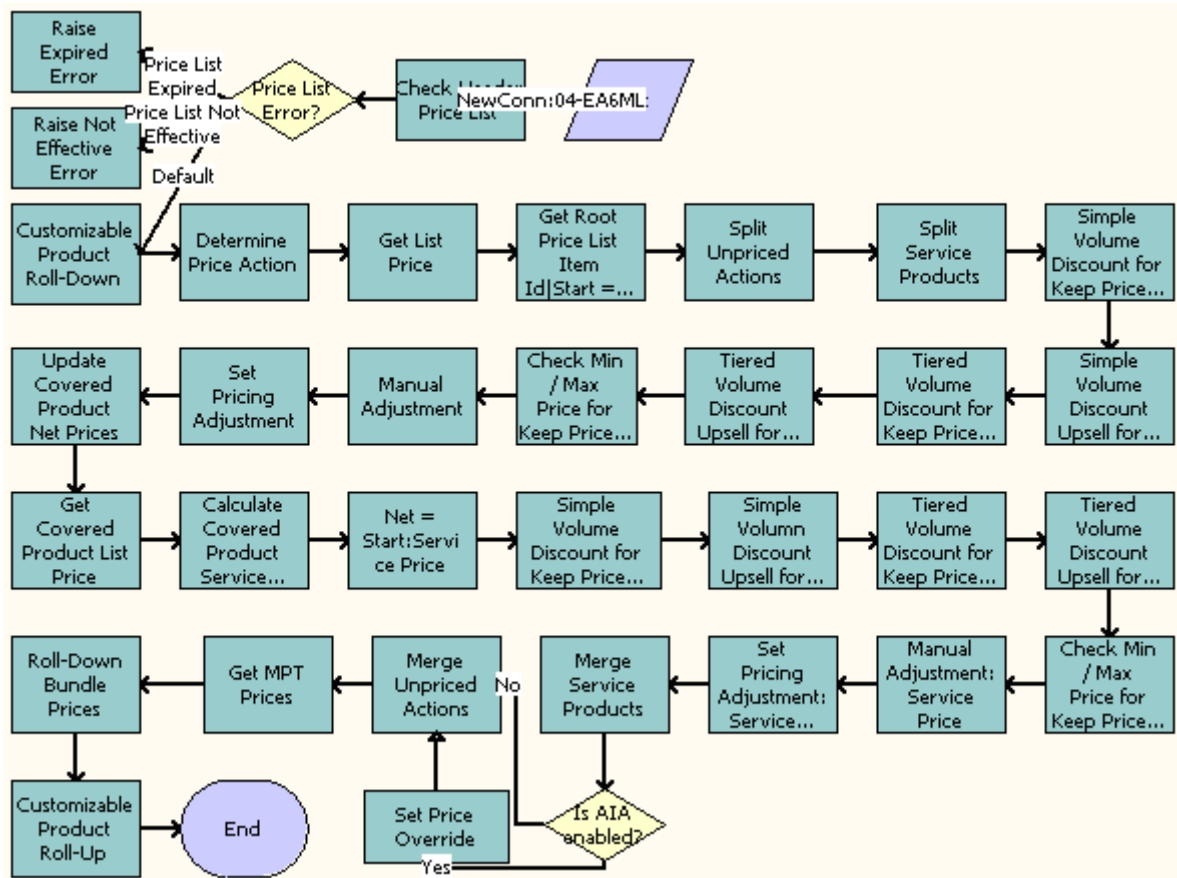 Raise
Expired
Error
Price List
Expired
Price List Not
Effective
Default
Price List
Error?
Check Header
Price List
NewConn:04-EA6ML:
Raise Not
Effective
Error
Customizable
Product
Roll-Down
Determine
Price Action
Get List
Price
Get Root
Price List
Item
Id|Start =...
Split
Unpriced
Actions
Split
Service
Products
Simple
Volume
Discount for
Keep Price...
Update
Covered
Product
Net Prices
Set
Pricing
Adjustment
Manual
Adjustment
Check Min
/ Max
Price for
Keep Price...
Tiered
Volume
Discount
Upsell for...
Tiered
Volume
Discount for
Keep Price...
Simple
Volume
Discount
Upsell for...
Get
Covered
Product List
Price
Calculate
Covered
Product
Service...
Net =
Start:Servi
ce Price
Simple
Volume
Discount for
Keep Price...
Simple
Volumn
Discount
Upsell for...
Tiered
Volume
Discount for
Keep Price...
Tiered
Volume
Discount
Upsell for...
Roll-Down
Bundle
Prices
Get MPT
Prices
Merge
Unpriced
Actions
No
Merge
Service
Products
Set
Pricing
Adjustment:
Service...
Manual
Adjustment:
Service
Price
Check Min
/ Max
Price for
Keep Price...
Customizable
Product
Roll-Up
End
Set Price
Override
Yes
Is AIA
enabled?